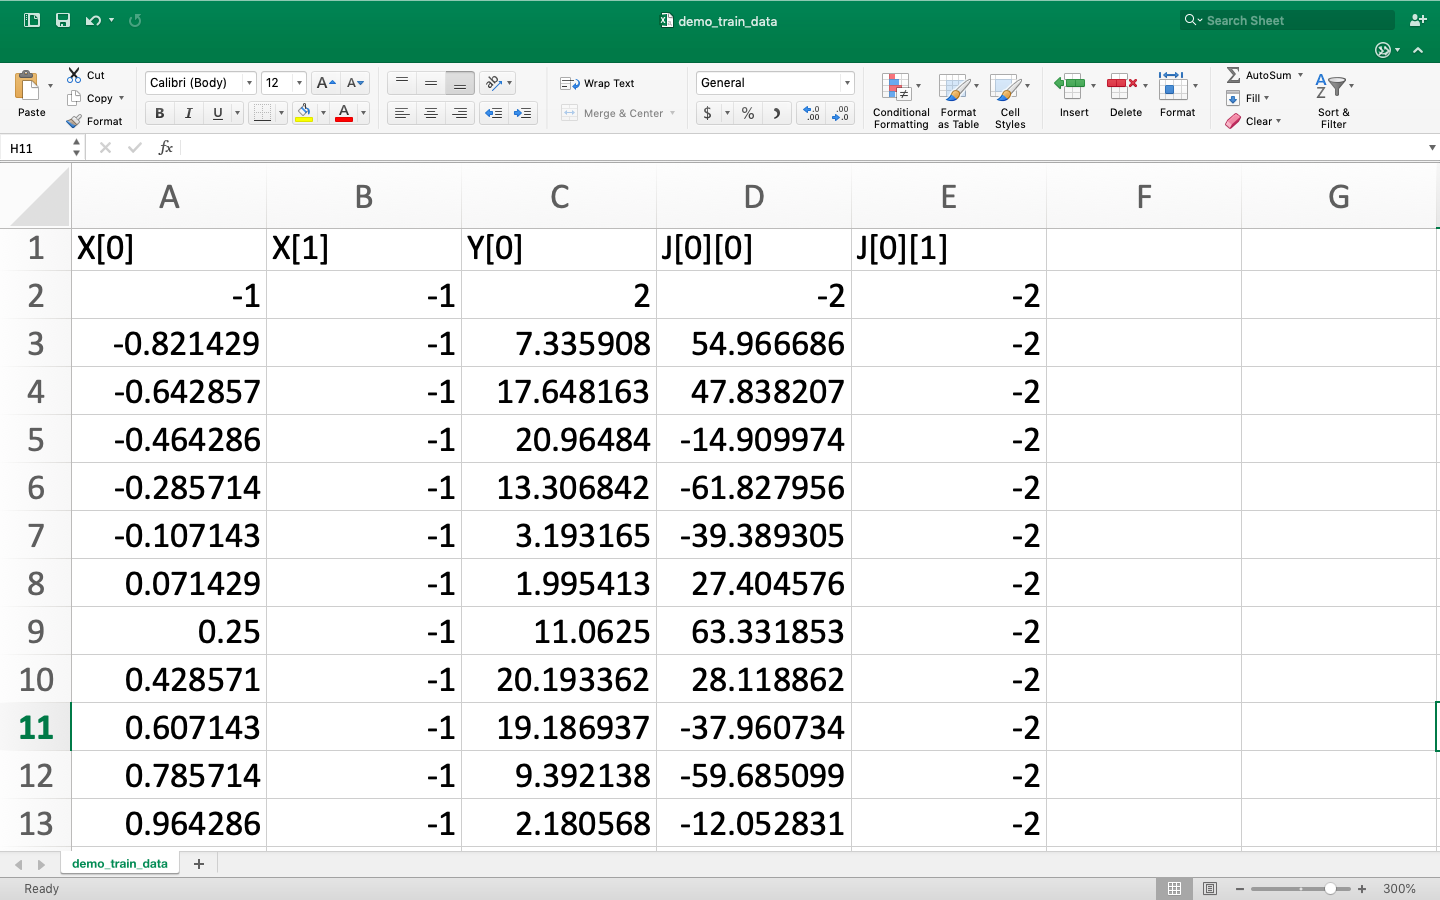 demo_train_data
Search Sheet
Paste
Cut
Copy
Format
Calibri (Body)
12
A A
B I U A
Wrap Text
Merge & Center
General
$ % .00 .00
Conditional Formatting
Format as Table
Cell Styles
Insert
Delete
Format
AutoSum
Fill
Clear
Sort & Filter
H11
fx
A B C D E F G
1 X[0] X[1] Y[0] J[0][0] J[0][1]
2 -1 -1 2 -2 -2
3 -0.821429 -1 7.335908 54.966686 -2
4 -0.642857 -1 17.648163 47.838207 -2
5 -0.464286 -1 20.96484 -14.909974 -2
6 -0.285714 -1 13.306842 -61.827956 -2
7 -0.107143 -1 3.193165 -39.389305 -2
8 0.071429 -1 1.995413 27.404576 -2
9 0.25 -1 11.0625 63.331853 -2
10 0.428571 -1 20.193362 28.118862 -2
11 0.607143 -1 19.186937 -37.960734 -2
12 0.785714 -1 9.392138 -59.685099 -2
13 0.964286 -1 2.180568 -12.052831 -2
demo_train_data +
Ready
300%